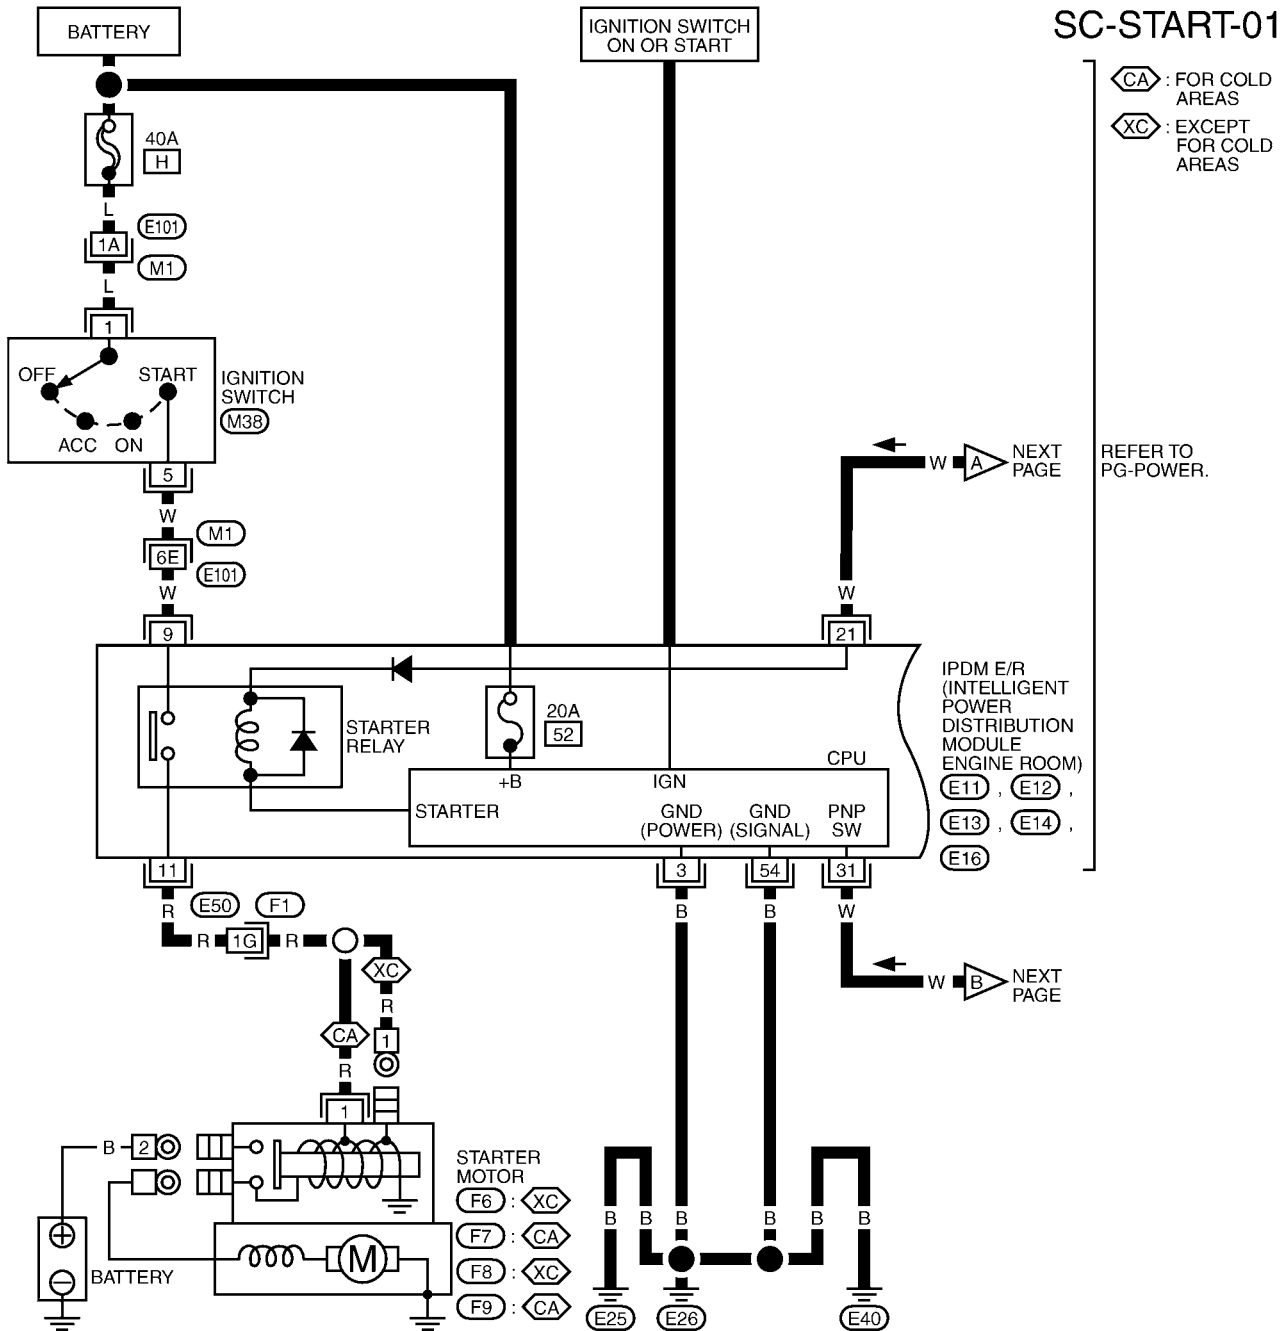 BATTERY
IGNITION SWITCH
ON OR START
SC-START-01
CA : FOR COLD
AREAS
XC : EXCEPT
FOR COLD
AREAS
40A
H
L
E101
1A
M1
L
1
OFF
START
ACC ON
IGNITION
SWITCH
M38
5
W
M1
6E
E101
W
9
W A NEXT
PAGE
REFER TO
PG-POWER.
W
21
STARTER
RELAY
20A
52
IPDM E/R
(INTELLIGENT
POWER
DISTRIBUTION
MODULE
ENGINE ROOM)
E11 , E12 ,
E13 , E14 ,
E16
CPU
+B
IGN
STARTER
GND
(POWER)
GND
(SIGNAL)
PNP
SW
11
3
54
31
R
E50
F1
B
B
W
R
1G
R
XC
R
CA
1
R
1
W B NEXT
PAGE
B
2
STARTER
MOTOR
F6 : XC
F7 : CA
F8 : XC
F9 : CA
+
−
BATTERY
M
B
B
B
B
B
B
E25
E26
E40